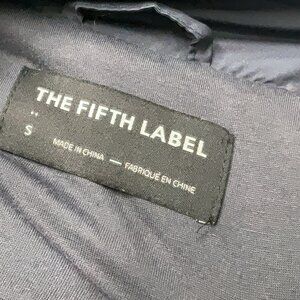 THE FIFTH LABEL
S
MADE IN CHINA — FABRIQUÉ EN CHINE